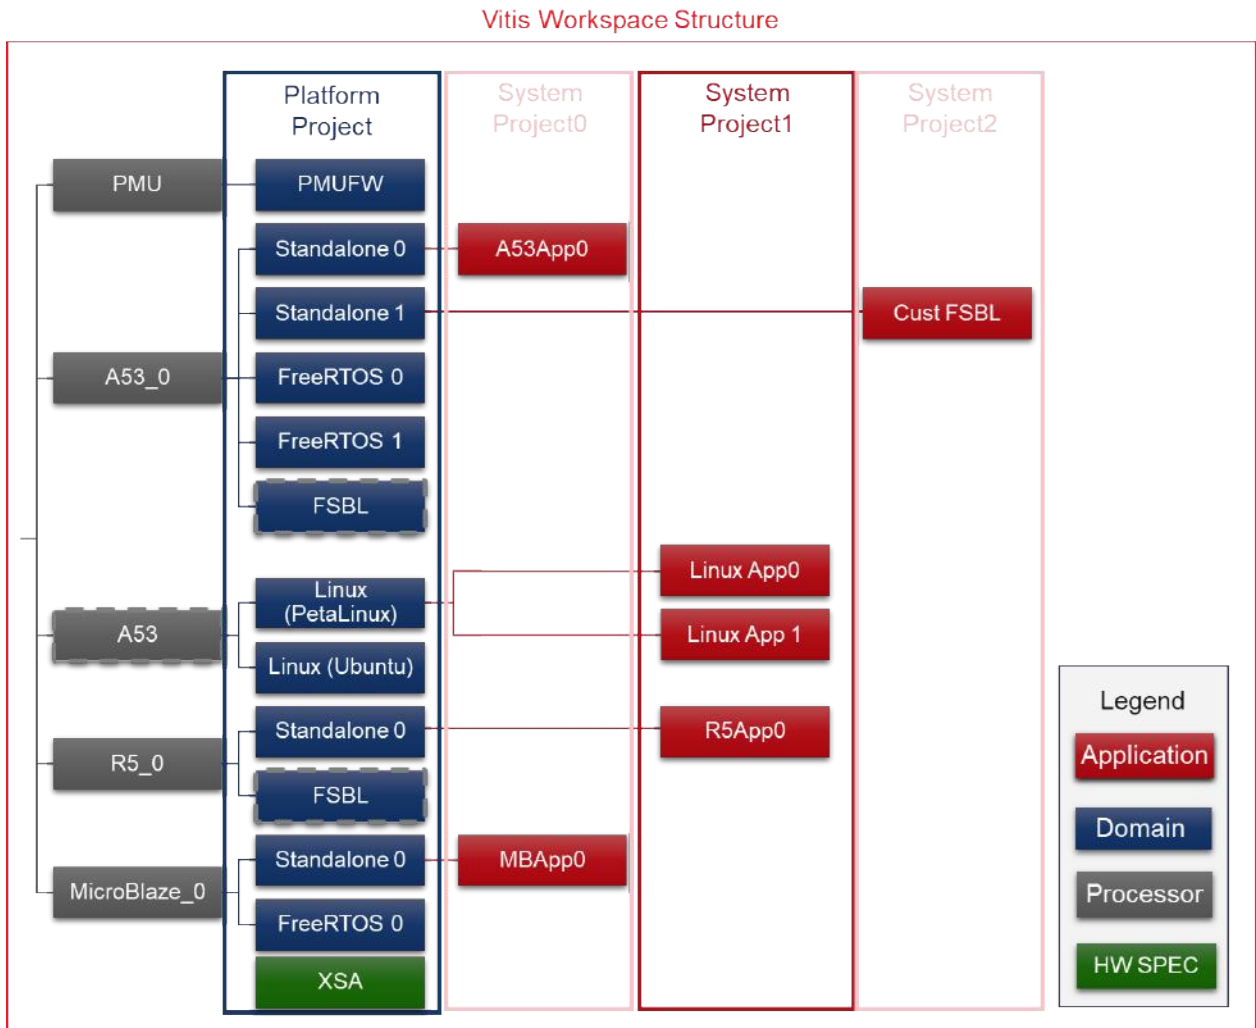 Vitis Workspace Structure
Platform
Project
System
Project0
System
Project1
System
Project2
PMU
PMUFW
Standalone 0
A53App0
Standalone 1
Cust FSBL
A53_0
FreeRTOS 0
FreeRTOS 1
FSBL
Linux
(PetaLinux)
Linux App0
A53
Linux App 1
Linux (Ubuntu)
Standalone 0
R5App0
R5_0
FSBL
Standalone 0
MBApp0
MicroBlaze_0
FreeRTOS 0
XSA
Legend
Application
Domain
Processor
HW SPEC